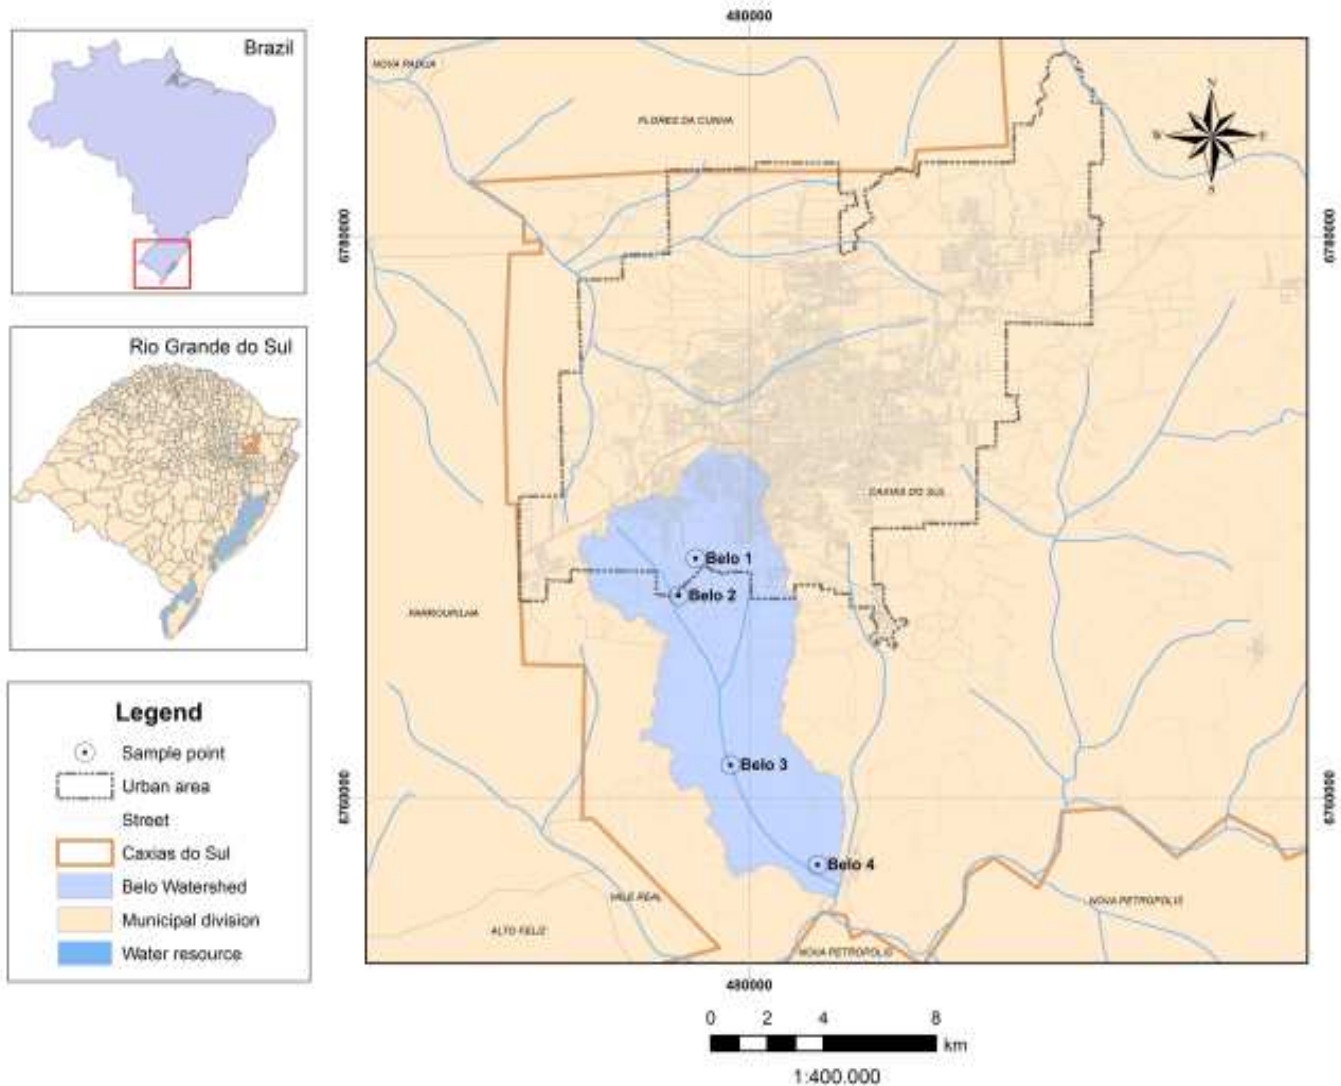 Brazil
Rio Grande do Sul
Legend
Sample point
Urban area
Street
Caxias do Sul
Belo Watershed
Municipal division
Water resource
480000
NOVA PADUA
FLORES DA CUNHA
N
W
E
S
6780000
6780000
CAXIAS DO SUL
Belo 1
Belo 2
FARROUPILHA
Belo 3
6760000
6760000
Belo 4
VALE REAL
NOVA PETROPOLIS
ALTO FELIZ
NOVA PETROPOLIS
480000
0 2 4 8
km
1:400.000